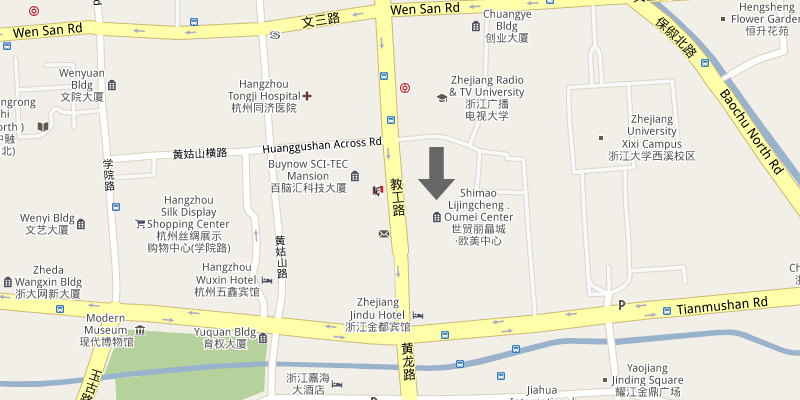 Wen San Rd
文三路
Wen San Rd
Chuangye
Bldg
创业大厦
保俶北路
Hengsheng
Flower Garden
恒升花苑
Wenyuan
Bldg
文院大厦
Hangzhou
Tongji Hospital
杭州同济医院
Zhejiang Radio
& TV University
浙江广播
电视大学
Baochu North Rd
Zhejiang
University
Xixi Campus
浙江大学西溪校区
学院路
黄姑山横路
Huanggushan Across Rd
Buynow SCI-TEC
Mansion
百脑汇科技大厦
教工路
Shimao
Lijingcheng .
Oumei Center
世贸丽晶城
·欧美中心
Wenyi Bldg
文艺大厦
Hangzhou
Silk Display
Shopping Center
杭州丝绸展示
购物中心(学院路)
黄姑山路
Zheda
Wangxin Bldg
浙大网新大厦
Hangzhou
Wuxin Hotel
杭州五鑫宾馆
Zhejiang
Jindu Hotel
浙江金都宾馆
P
Tianmushan Rd
Modern
Museum
现代博物馆
Yuquan Bldg
育权大厦
黄龙路
浙江嘉海
大酒店
P
Jiahua
Yaojiang
Jinding Square
耀江金鼎广场